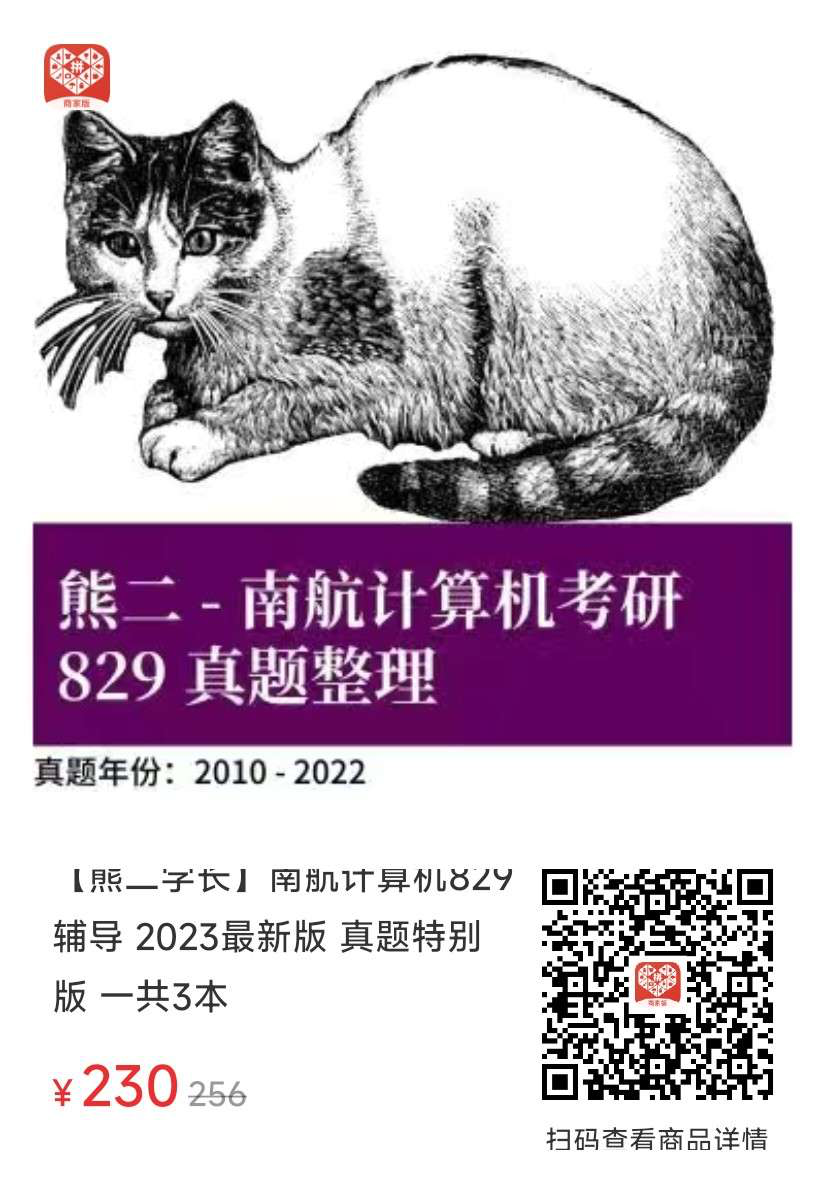 拼
商家版
熊二 - 南航计算机考研
829 真题整理
真题年份：2010 - 2022
【熊二学长】南航计算机829
辅导 2023最新版 真题特别
版 一共3本
¥230 256
拼
商家版
扫码查看商品详情